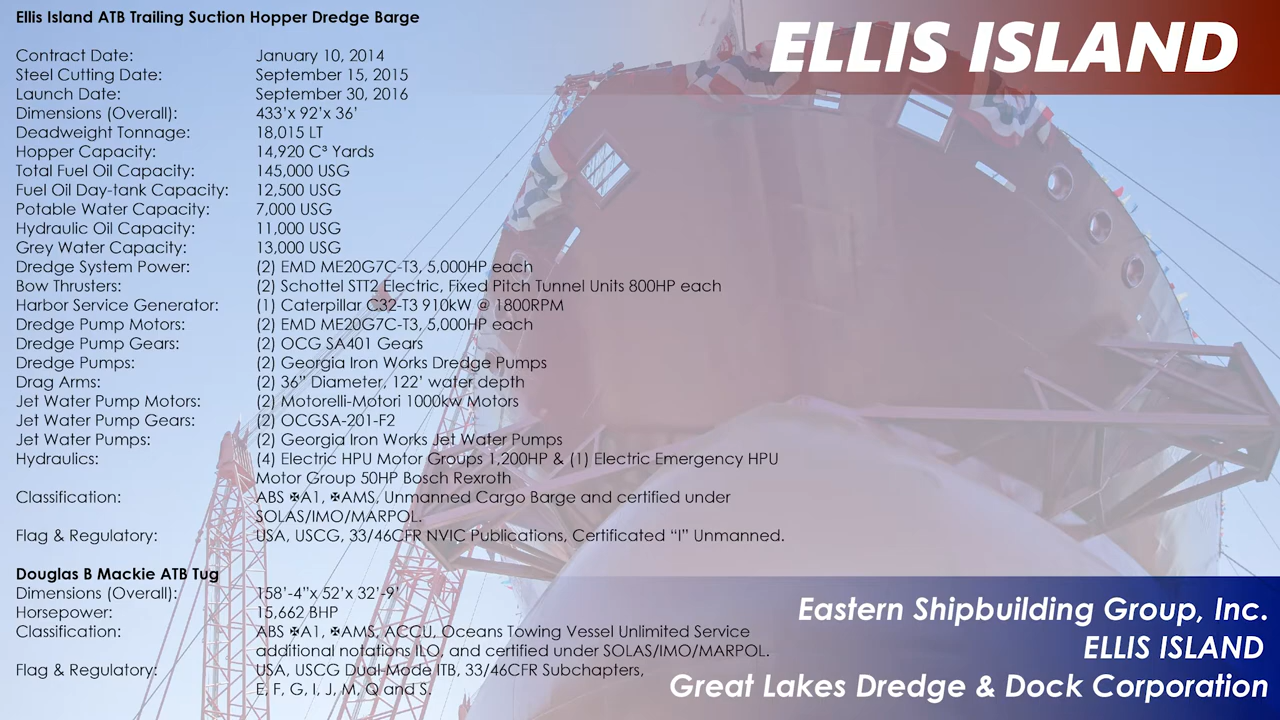 Ellis Island ATB Trailing Suction Hopper Dredge Barge
ELLIS ISLAND
Contract Date: January 10, 2014
Steel Cutting Date: September 15, 2015
Launch Date: September 30, 2016
Dimensions (Overall): 433’x 92’x 36’
Deadweight Tonnage: 18,015 LT
Hopper Capacity: 14,920 C³ Yards
Total Fuel Oil Capacity: 145,000 USG
Fuel Oil Day-tank Capacity: 12,500 USG
Potable Water Capacity: 7,000 USG
Hydraulic Oil Capacity: 11,000 USG
Grey Water Capacity: 13,000 USG
Dredge System Power: (2) EMD ME20G7C-T3, 5,000HP each
Bow Thrusters: (2) Schottel STT2 Electric, Fixed Pitch Tunnel Units 800HP each
Harbor Service Generator: (1) Caterpillar C32-T3 910kW @ 1800RPM
Dredge Pump Motors: (2) EMD ME20G7C-T3, 5,000HP each
Dredge Pump Gears: (2) OCG SA401 Gears
Dredge Pumps: (2) Georgia Iron Works Dredge Pumps
Drag Arms: (2) 36” Diameter, 122’ water depth
Jet Water Pump Motors: (2) Motorelli-Motori 1000kw Motors
Jet Water Pump Gears: (2) OCGSA-201-F2
Jet Water Pumps: (2) Georgia Iron Works Jet Water Pumps
Hydraulics: (4) Electric HPU Motor Groups 1,200HP & (1) Electric Emergency HPU
Motor Group 50HP Bosch Rexroth
Classification: ABS ✠A1, ✠AMS, Unmanned Cargo Barge and certified under
SOLAS/IMO/MARPOL.
Flag & Regulatory: USA, USCG, 33/46CFR NVIC Publications, Certificated “I” Unmanned.
Douglas B Mackie ATB Tug
Dimensions (Overall): 158’-4”x 52’x 32’-9’
Horsepower: 15,662 BHP
Classification: ABS ✠A1, ✠AMS, ACCU, Oceans Towing Vessel Unlimited Service
additional notations ILO, and certified under SOLAS/IMO/MARPOL.
Flag & Regulatory: USA, USCG Dual-Mode ITB, 33/46CFR Subchapters,
E, F, G, I, J, M, Q and S.
Eastern Shipbuilding Group, Inc.
ELLIS ISLAND
Great Lakes Dredge & Dock Corporation